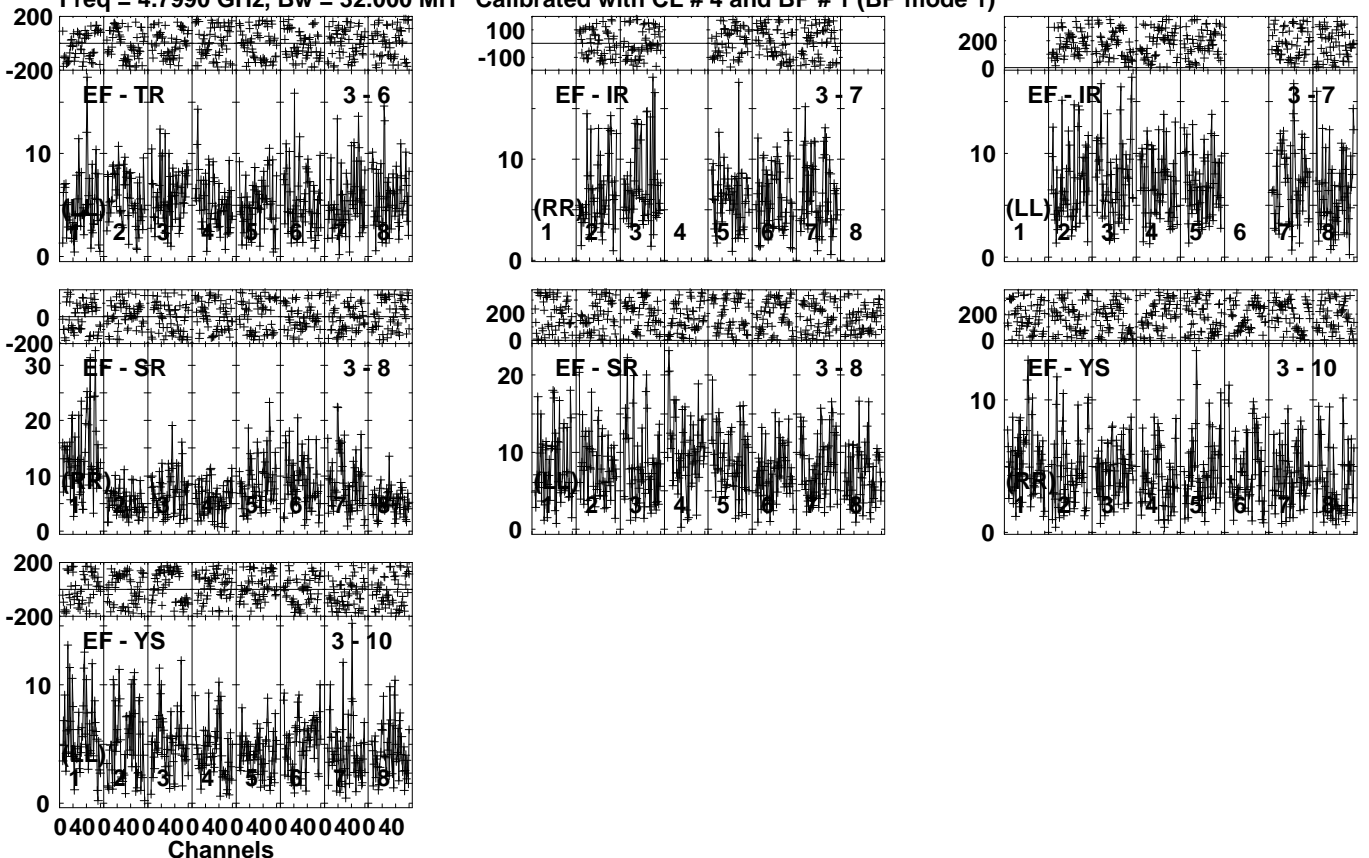 Freq = 4.7990 GHz, Bw = 32.000 MH Calibrated with CL # 4 and BP # 1 (BP mode 1)
200
-200
EF - TR 3 - 6
10
(LL)
1 2 3 4 5 6 7 8
0
100
-100
EF - IR 3 - 7
10
(RR)
1 2 3 4 5 6 7 8
0
200
0
EF - IR 3 - 7
10
(LL)
1 2 3 4 5 6 7 8
0
0
-200
30
EF - SR 3 - 8
20
10
(RR)
1 2 3 4 5 6 7 8
0
200
0
EF - SR 3 - 8
20
10
(LL)
1 2 3 4 5 6 7 8
0
200
0
EF - YS 3 - 10
10
(RR)
1 2 3 4 5 6 7 8
0
200
-200
EF - YS 3 - 10
10
(LL)
1 2 3 4 5 6 7 8
0
0 40 0 40 0 40 0 40 0 40 0 40 0 40 0 40
Channels